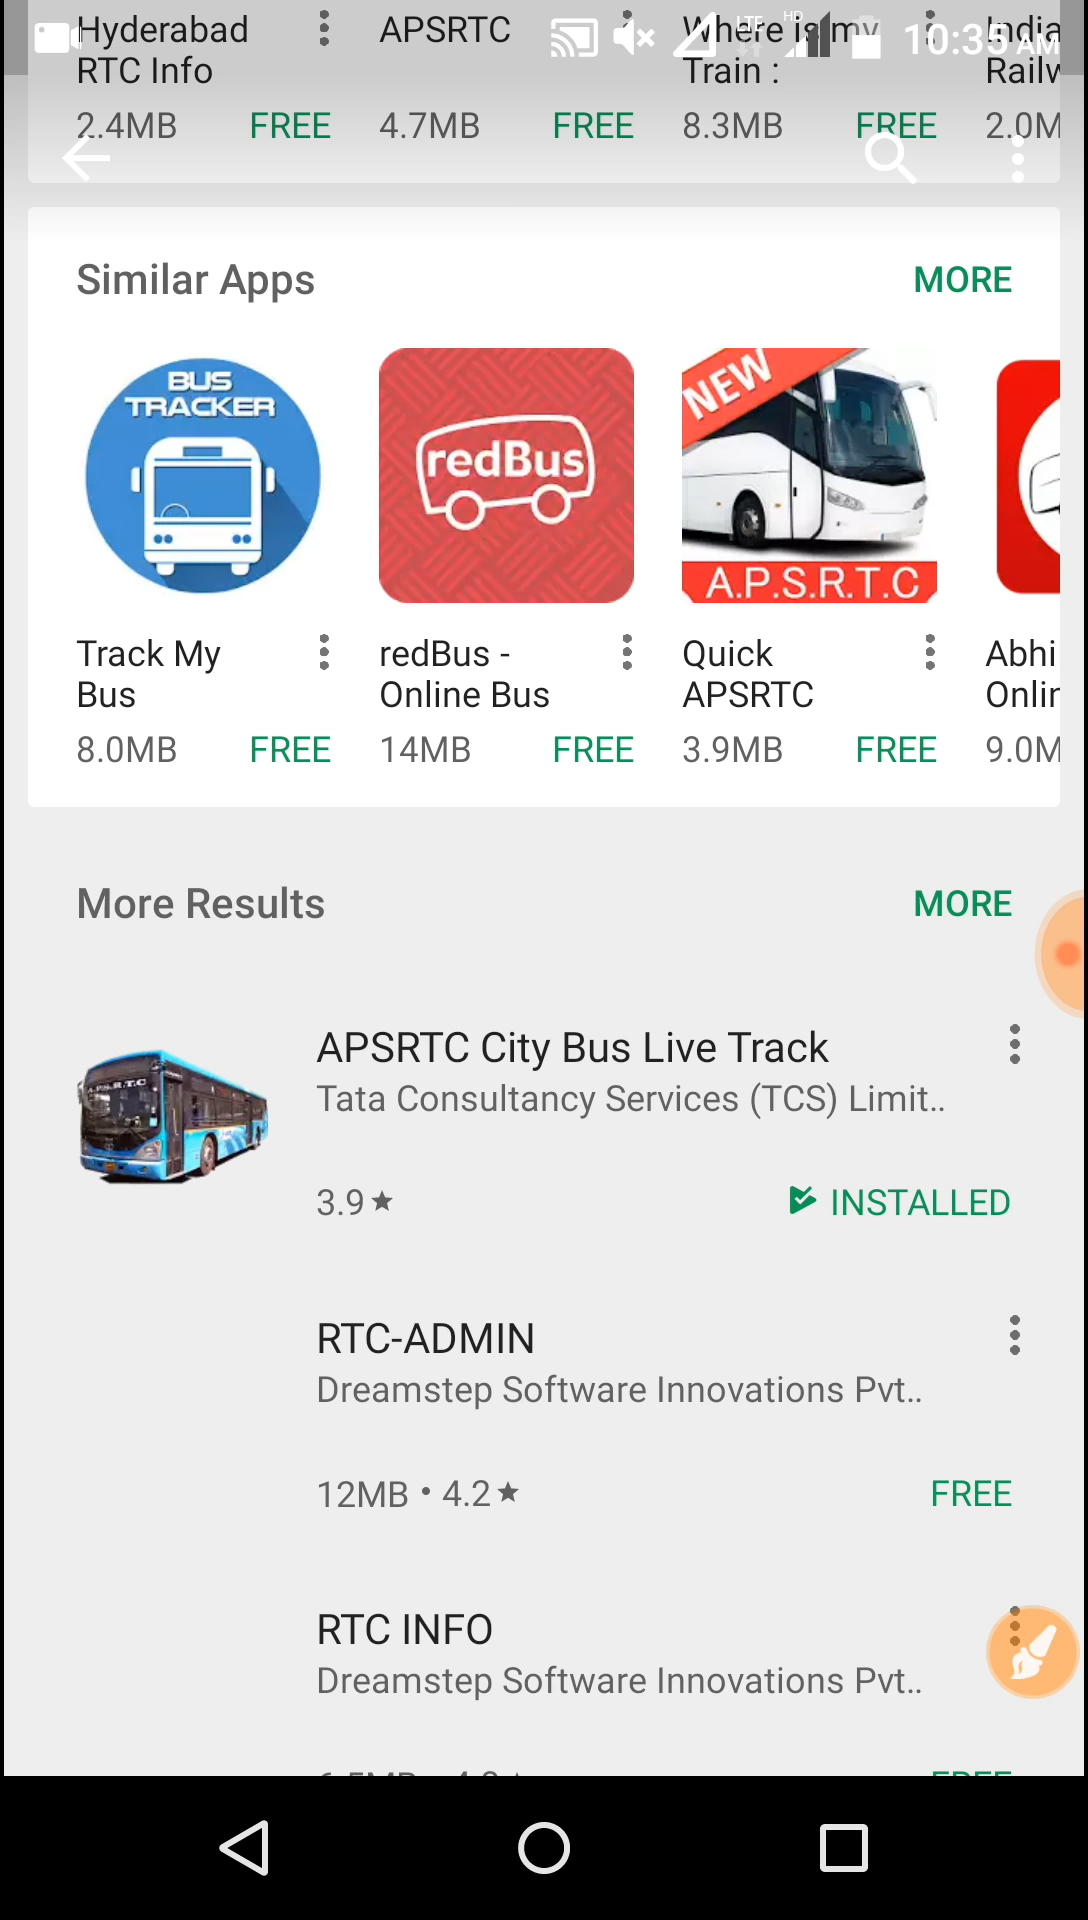 Hyderabad
RTC Info
APSRTC
Where is my
Train :
LTE
HD
10:35 AM
2.4MB FREE
4.7MB FREE
8.3MB FREE
Similar Apps MORE
BUS
TRACKER
redBus
NEW
A.P.S.R.T.C
Track My
Bus
redBus -
Online Bus
Quick
APSRTC
Abhi
8.0MB FREE
14MB FREE
3.9MB FREE
More Results MORE
A.P.S.R.T.C
APSRTC City Bus Live Track
Tata Consultancy Services (TCS) Limit..
3.9 INSTALLED
RTC-ADMIN
Dreamstep Software Innovations Pvt..
12MB • 4.2 FREE
RTC INFO
Dreamstep Software Innovations Pvt..
FREE